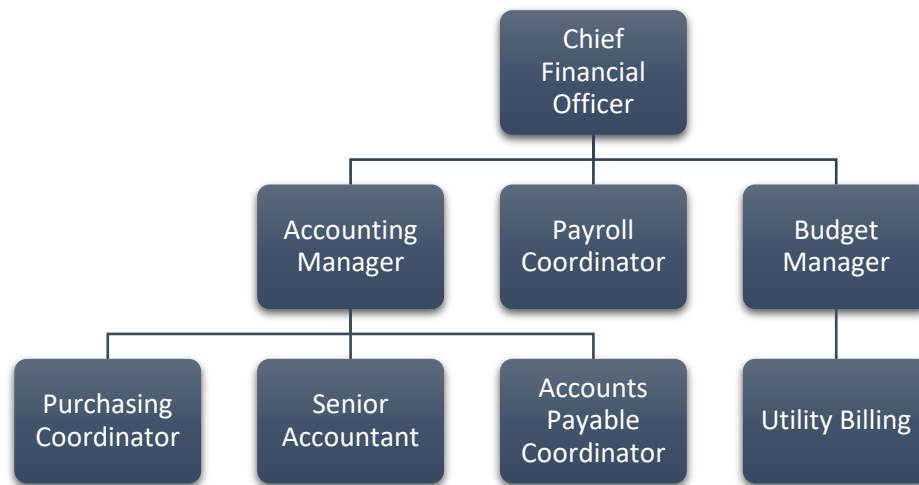 Chief
Financial
Officer
Accounting
Manager
Payroll
Coordinator
Budget
Manager
Purchasing
Coordinator
Senior
Accountant
Accounts
Payable
Coordinator
Utility Billing